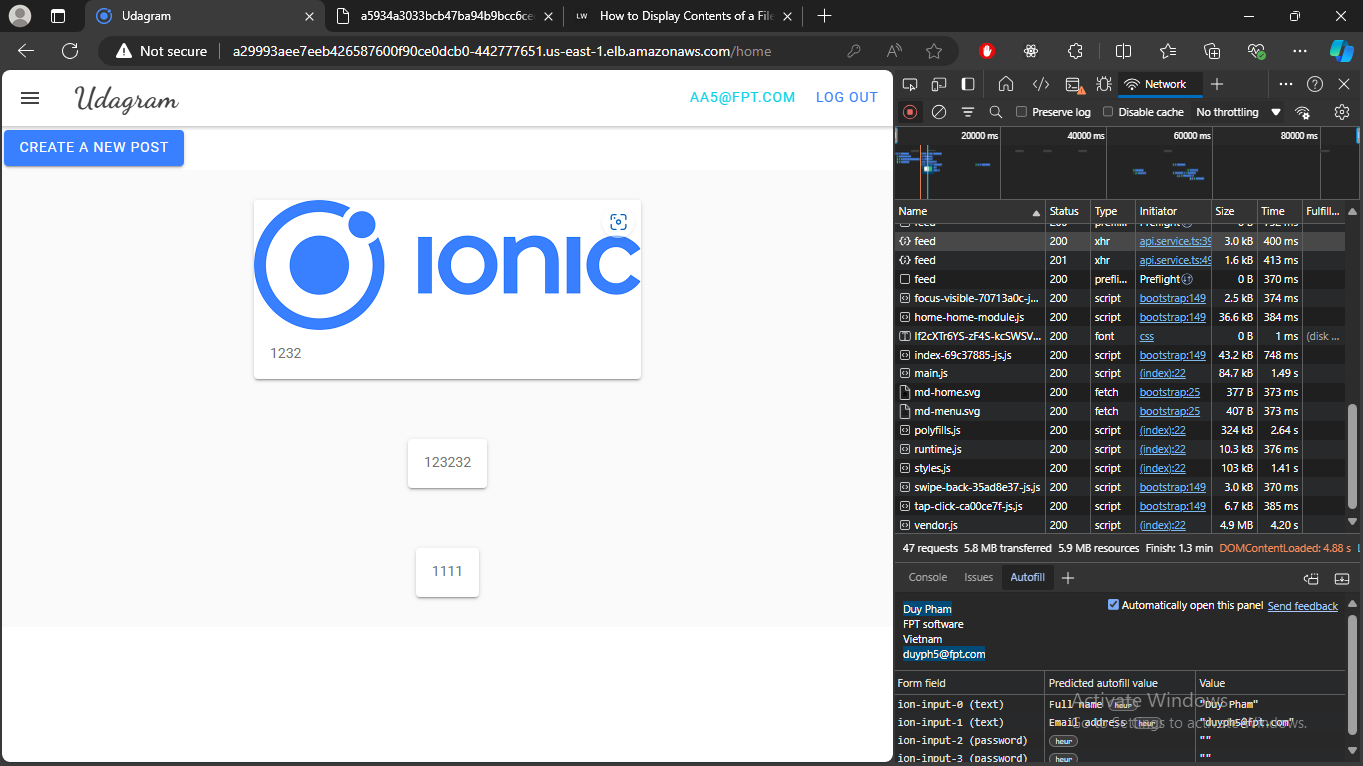 Udagram
a5934a3033bcb47ba94b9bcc6ce
LW How to Display Contents of a File
Not secure a29993aee7eeb426587600f90ce0dcb0-442777651.us-east-1.elb.amazonaws.com/home
Udagram
AA5@FPT.COM LOG OUT
CREATE A NEW POST
ionic
1232
123232
1111
Network
Preserve log Disable cache No throttling
20000 ms 40000 ms 60000 ms 80000 ms
Name Status Type Initiator Size Time Fulfill...
feed 200 xhr api.service.ts:39 3.0 kB 400 ms
feed 201 xhr api.service.ts:49 1.6 kB 413 ms
feed 200 prefli... Preflight 0 B 370 ms
focus-visible-70713a0c-j... 200 script bootstrap:149 2.5 kB 374 ms
home-home-module.js 200 script bootstrap:149 36.6 kB 384 ms
If2cXTr6YS-zF4S-kcSWSV... 200 font css 0 B 1 ms (disk ...
index-69c37885-js.js 200 script bootstrap:149 43.2 kB 748 ms
main.js 200 script (index):22 84.7 kB 1.49 s
md-home.svg 200 fetch bootstrap:25 377 B 373 ms
md-menu.svg 200 fetch bootstrap:25 407 B 373 ms
polyfills.js 200 script (index):22 324 kB 2.64 s
runtime.js 200 script (index):22 10.3 kB 376 ms
styles.js 200 script (index):22 103 kB 1.41 s
swipe-back-35ad8e37-js.js 200 script bootstrap:149 3.0 kB 370 ms
tap-click-ca00ce7f-js.js 200 script bootstrap:149 6.7 kB 385 ms
vendor.js 200 script (index):22 4.9 MB 4.20 s
47 requests 5.8 MB transferred 5.9 MB resources Finish: 1.3 min DOMContentLoaded: 4.88 s
Console Issues Autofill
Automatically open this panel Send feedback
Duy Pham
FPT software
Vietnam
duyph5@fpt.com
Form field Predicted autofill value Value
ion-input-0 (text) Full name heur "Duy Pham"
ion-input-1 (text) Email address heur "duyph5@fpt.com"
ion-input-2 (password) heur ""
ion-input-3 (password) heur ""
Activate Windows
Go to Settings to activate Windows.